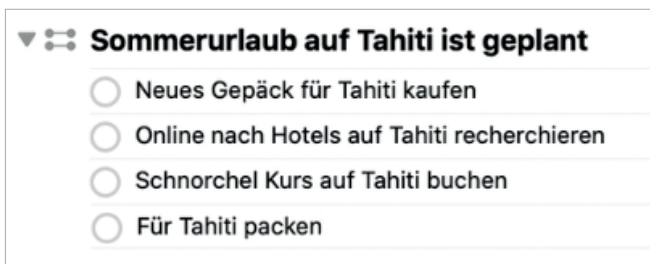 Sommerurlaub auf Tahiti ist geplant
Neues Gepäck für Tahiti kaufen
Online nach Hotels auf Tahiti recherchieren
Schnorchel Kurs auf Tahiti buchen
Für Tahiti packen